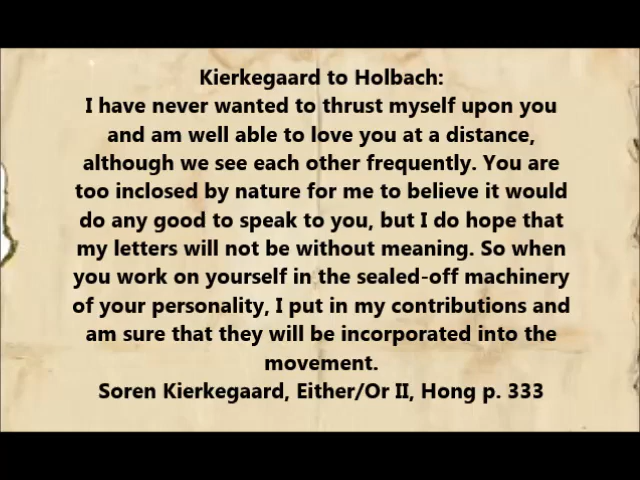 Kierkegaard to Holbach:
I have never wanted to thrust myself upon you
and am well able to love you at a distance,
although we see each other frequently. You are
too inclosed by nature for me to believe it would
do any good to speak to you, but I do hope that
my letters will not be without meaning. So when
you work on yourself in the sealed-off machinery
of your personality, I put in my contributions and
am sure that they will be incorporated into the
movement.
Soren Kierkegaard, Either/Or II, Hong p. 333